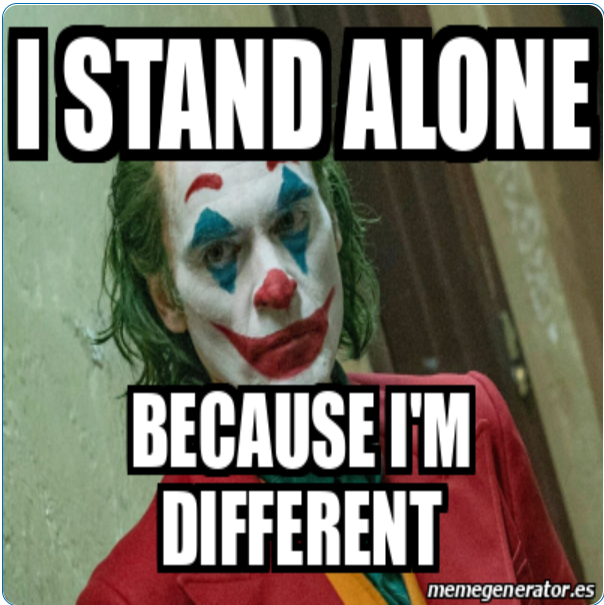 I STAND ALONE
BECAUSE I'M
DIFFERENT
memegenerator.es